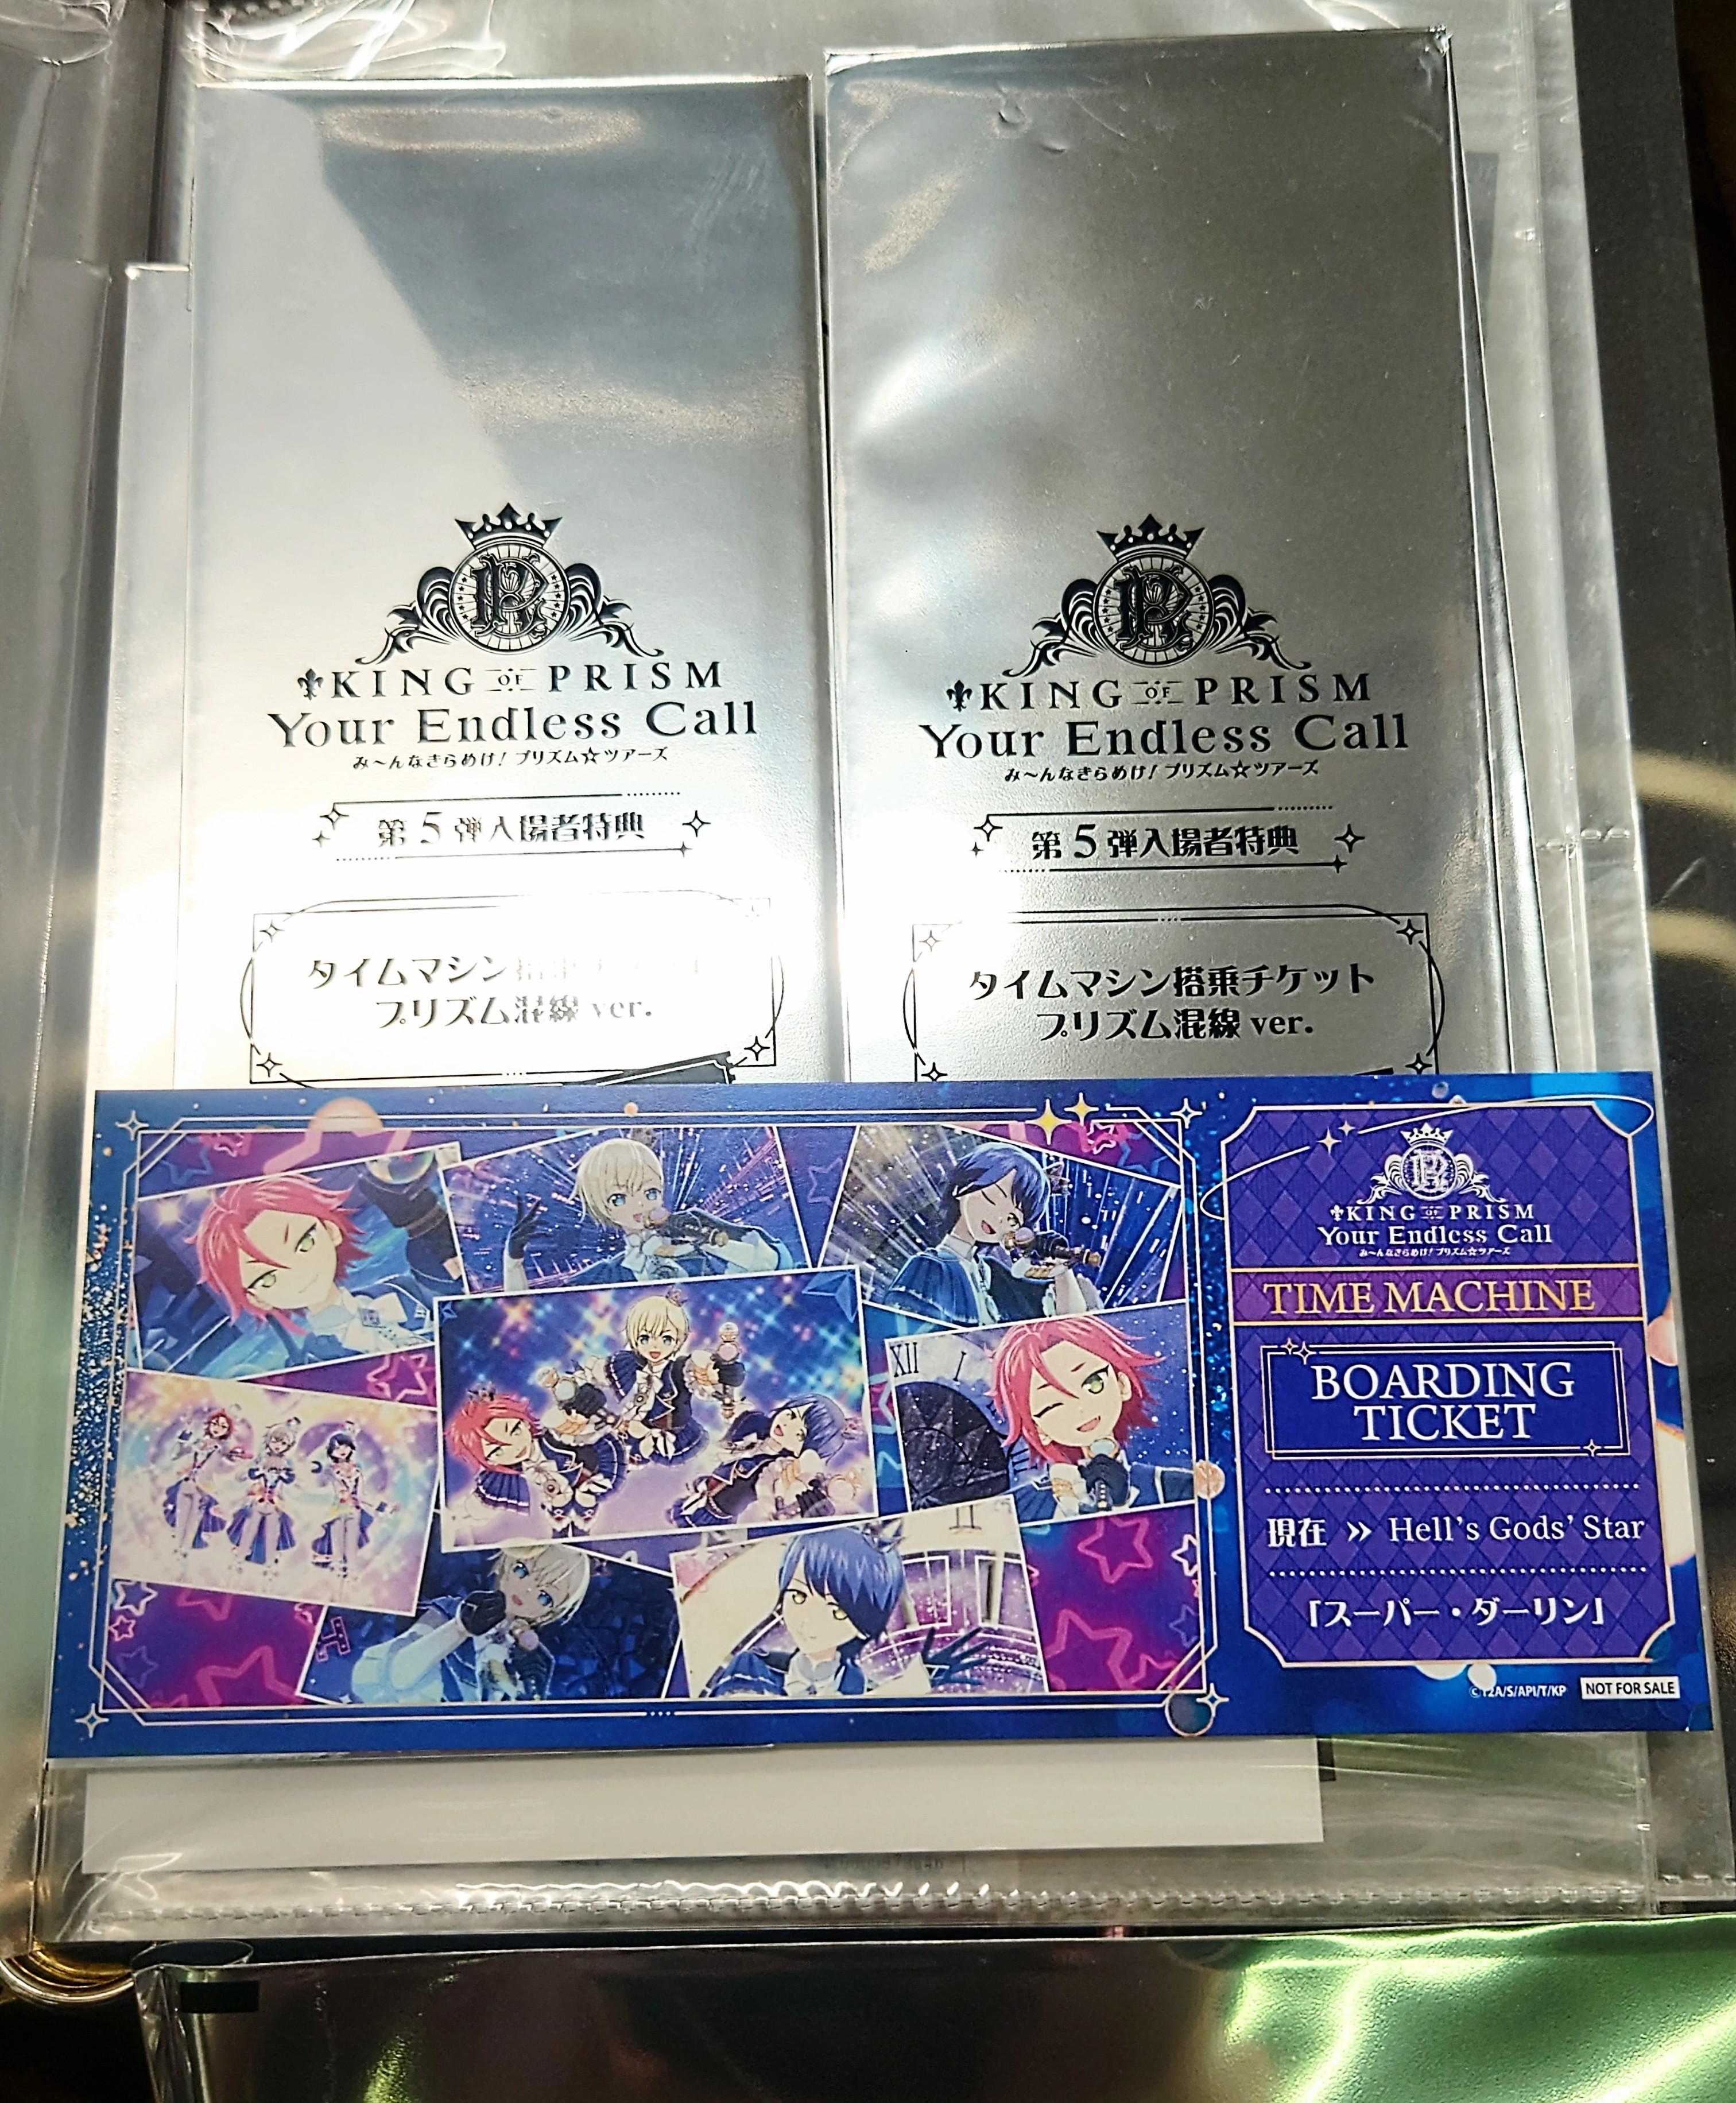 KING OF PRISM
Your Endless Call
み〜んなきらめけ！プリズム☆ツアーズ
第5弾入場者特典
タイムマシン搭乗チ
プリズム混線 ver.
KING OF PRISM
Your Endless Call
み〜んなきらめけ！プリズム☆ツアーズ
第5弾入場者特典
タイムマシン搭乗チケット
プリズム混線 ver.
XII I
KING OF PRISM
Your Endless Call
み〜んなきらめけ！プリズム☆ツアーズ
TIME MACHINE
BOARDING
TICKET
現在 » Hell's Gods' Star
「スーパー・ダーリン」
©T2A/S/API/T/KP NOT FOR SALE